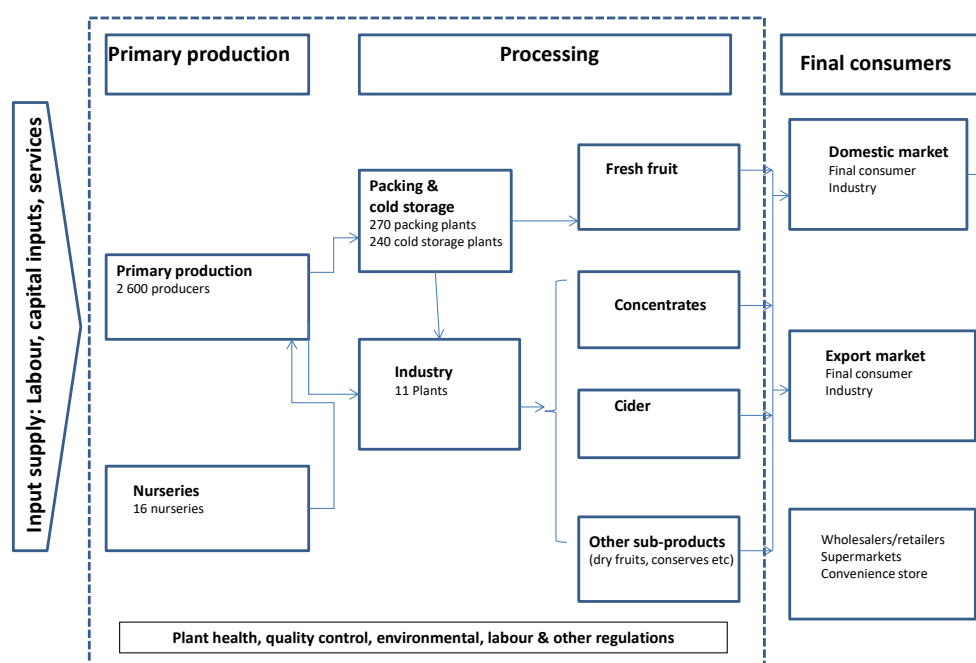 Primary production
Processing
Final consumers
Input supply: Labour, capital inputs, services
Primary production
2 600 producers
Nurseries
16 nurseries
Packing &
cold storage
270 packing plants
240 cold storage plants
Industry
11 Plants
Fresh fruit
Concentrates
Cider
Other sub-products
(dry fruits, conserves etc)
Domestic market
Final consumer
Industry
Export market
Final consumer
Industry
Wholesalers/retailers
Supermarkets
Convenience store
Plant health, quality control, environmental, labour & other regulations